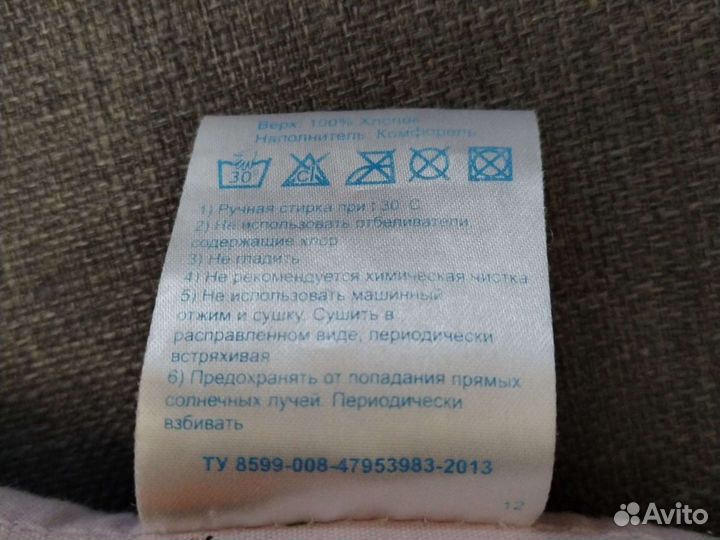 Верх: 100% Хлопок
Наполнитель: Комфорель
30
Cl
1) Ручная стирка при t 30 C
2) Не использовать отбеливатели
содержащие хлор
3) Не гладить
4) Не рекомендуется химическая чистка
5) Не использовать машинный
отжим и сушку. Сушить в
расправленном виде, периодически
встряхивая
6) Предохранять от попадания прямых
солнечных лучей. Периодически
взбивать
ТУ 8599-008-47953983-2013
12
Avito